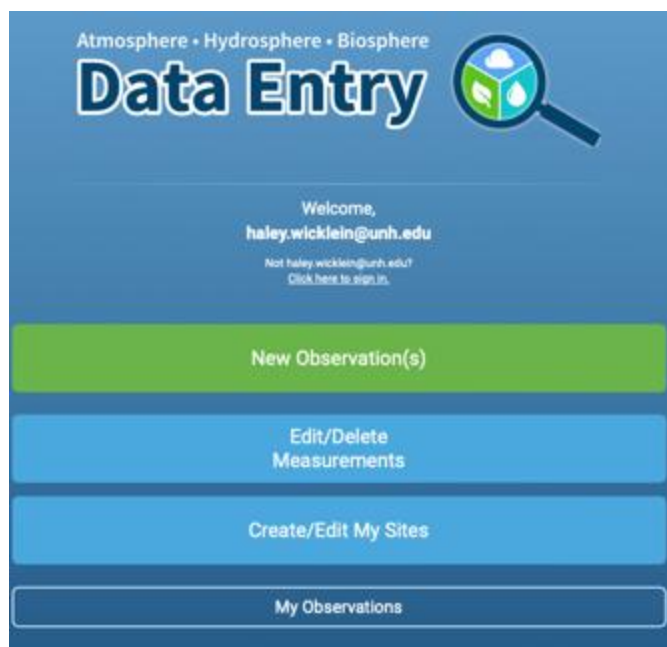 Atmosphere • Hydrosphere • Biosphere
Data Entry
Welcome,
haley.wicklein@unh.edu
Not haley.wicklein@unh.edu?
Click here to sign in.
New Observation(s)
Edit/Delete
Measurements
Create/Edit My Sites
My Observations